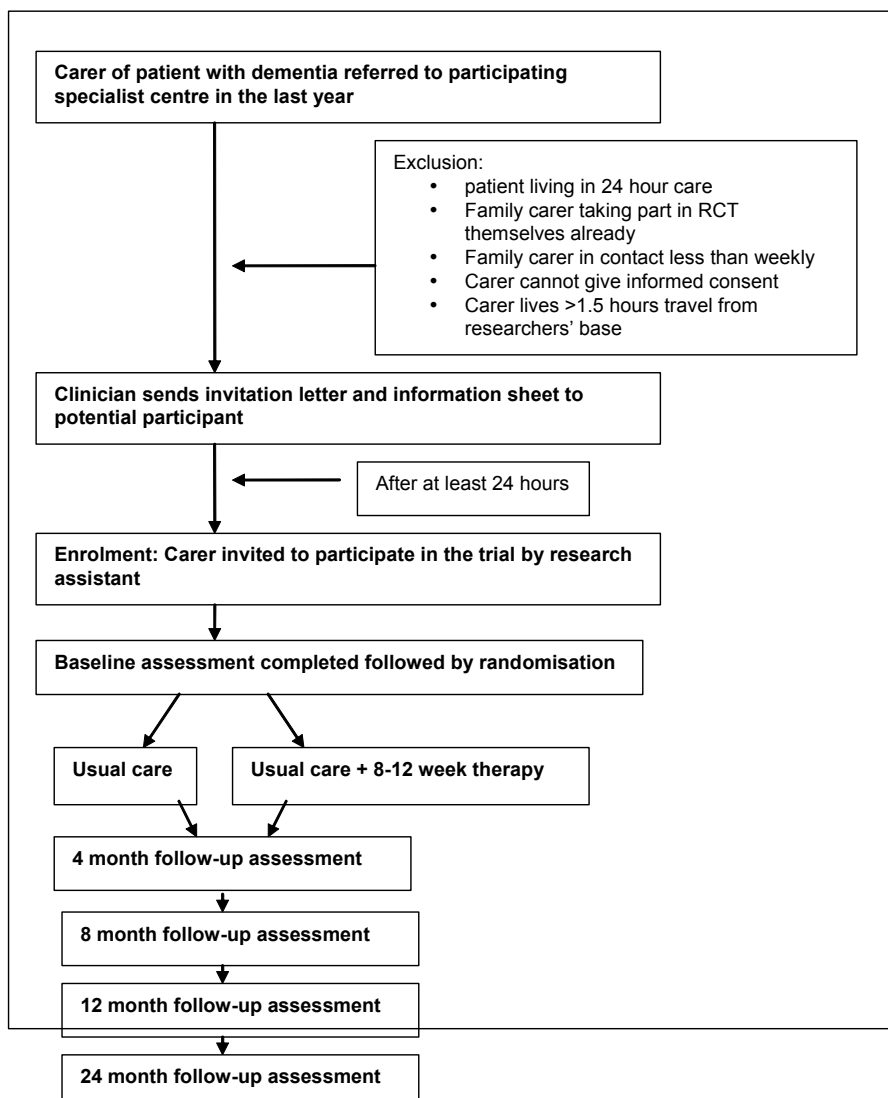 Carer of patient with dementia referred to participating
specialist centre in the last year
Exclusion:
• patient living in 24 hour care
• Family carer taking part in RCT
themselves already
• Family carer in contact less than weekly
• Carer cannot give informed consent
• Carer lives >1.5 hours travel from
researchers’ base
Clinician sends invitation letter and information sheet to
potential participant
After at least 24 hours
Enrolment: Carer invited to participate in the trial by research
assistant
Baseline assessment completed followed by randomisation
Usual care
Usual care + 8-12 week therapy
4 month follow-up assessment
8 month follow-up assessment
12 month follow-up assessment
24 month follow-up assessment